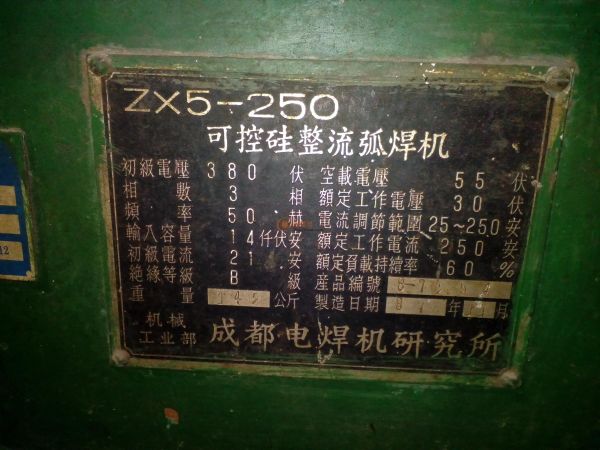 ZX5-250
可控硅整流弧焊机
初級電壓 380 伏 空載電壓 55 伏
相數 3 相 額定工作電壓 30 伏
頻率 50 赫 電流調節範圍 25~250 安
輸入容量 14 仟伏安 額定工作電流 250 安
初級電流 21 安 額定負載持續率 60 %
絶緣等級 B 級 産品編號
重量 公斤 製造日期 年 月
机械
工业部
成都电焊机研究所
12